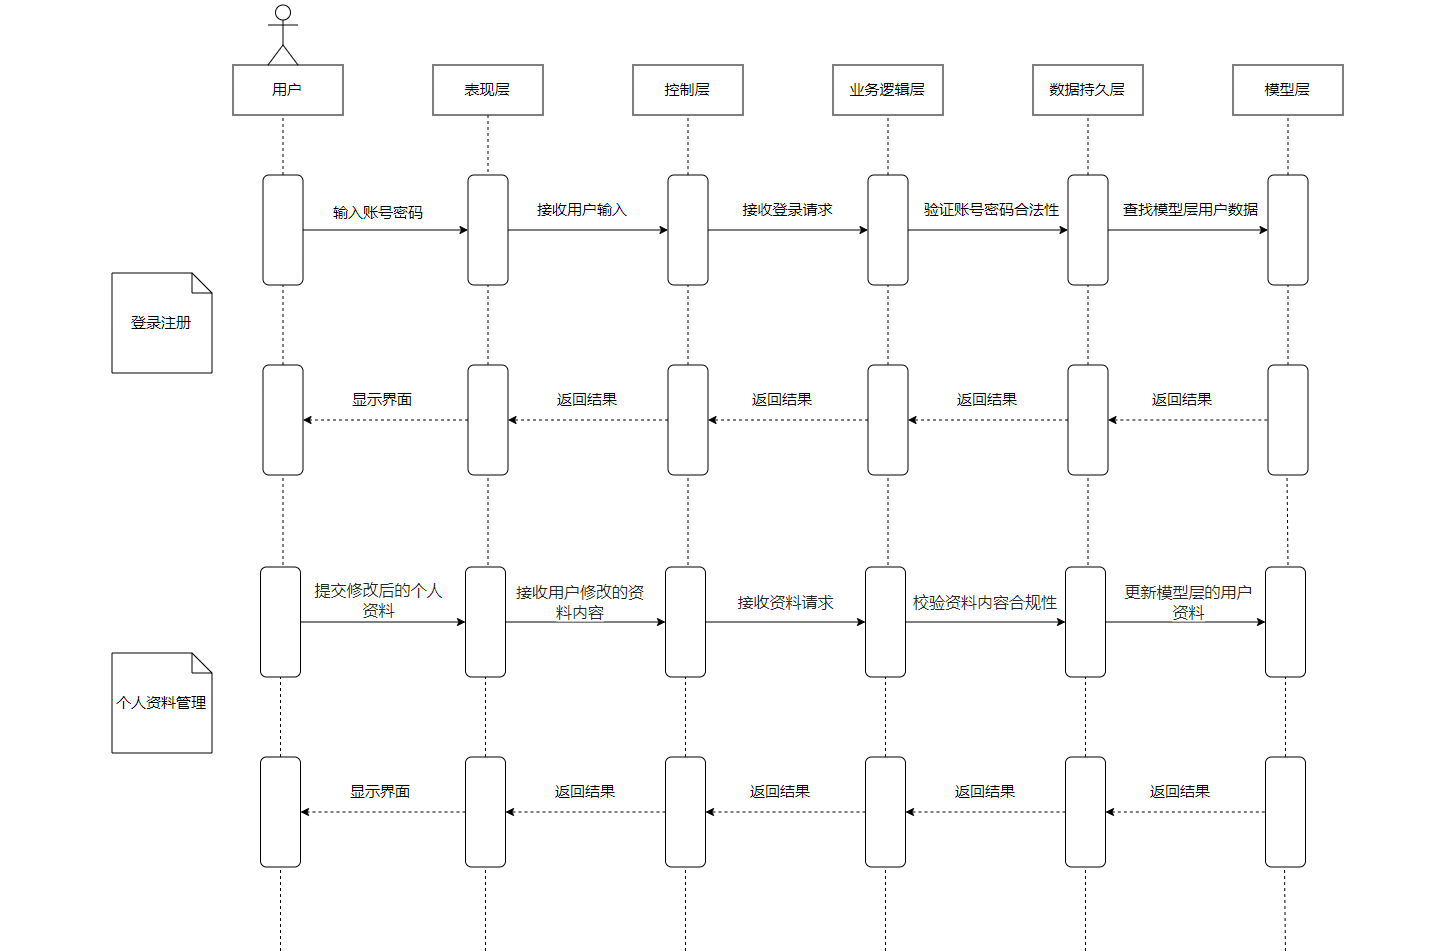 用户
表现层
控制层
业务逻辑层
数据持久层
模型层
输入账号密码
接收用户输入
接收登录请求
验证账号密码合法性
查找模型层用户数据
登录注册
显示界面
返回结果
返回结果
返回结果
返回结果
提交修改后的个人
资料
接收用户修改的资
料内容
接收资料请求
校验资料内容合规性
更新模型层的用户
资料
个人资料管理
显示界面
返回结果
返回结果
返回结果
返回结果